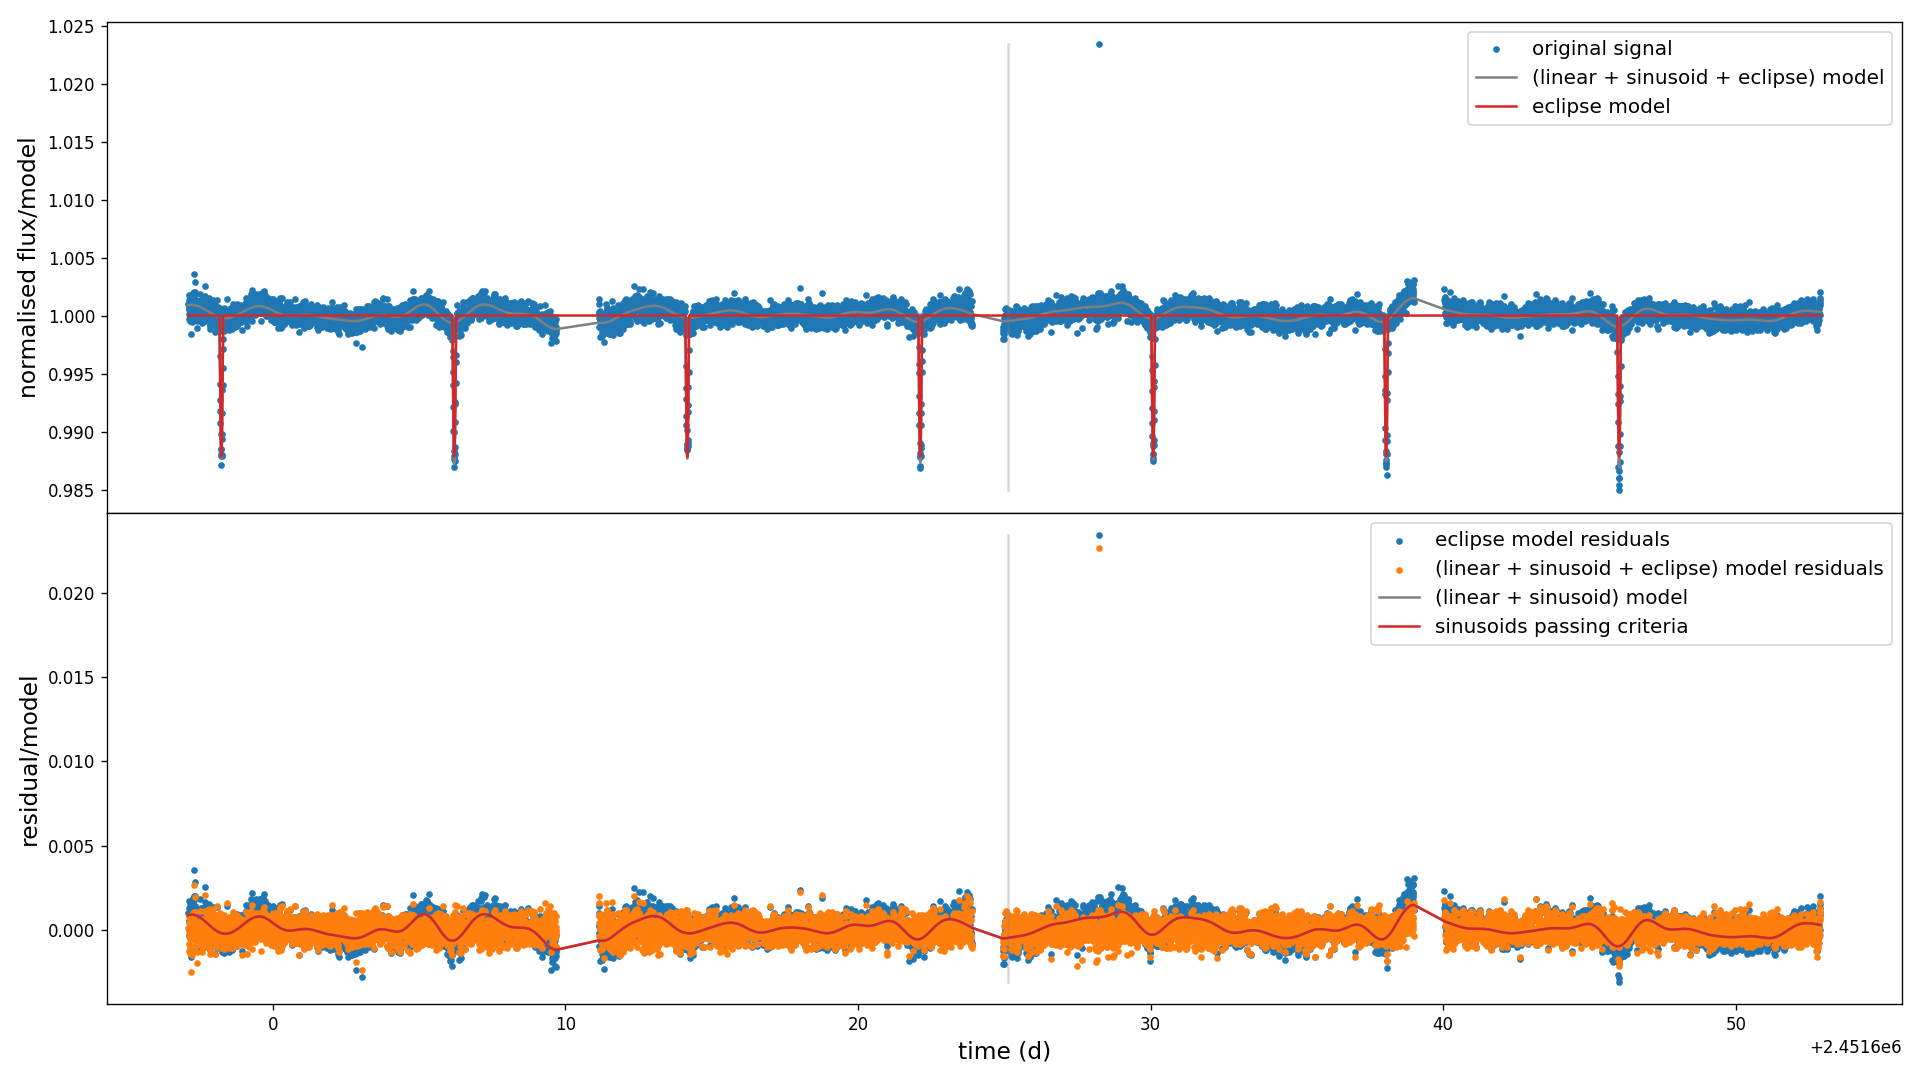 1.025
1.020
1.015
1.010
1.005
1.000
0.995
0.990
0.985
normalised flux/model
original signal
(linear + sinusoid + eclipse) model
eclipse model
0.020
0.015
0.010
0.005
0.000
residual/model
eclipse model residuals
(linear + sinusoid + eclipse) model residuals
(linear + sinusoid) model
sinusoids passing criteria
0 10 20 30 40 50
time (d)
+2.4516e6